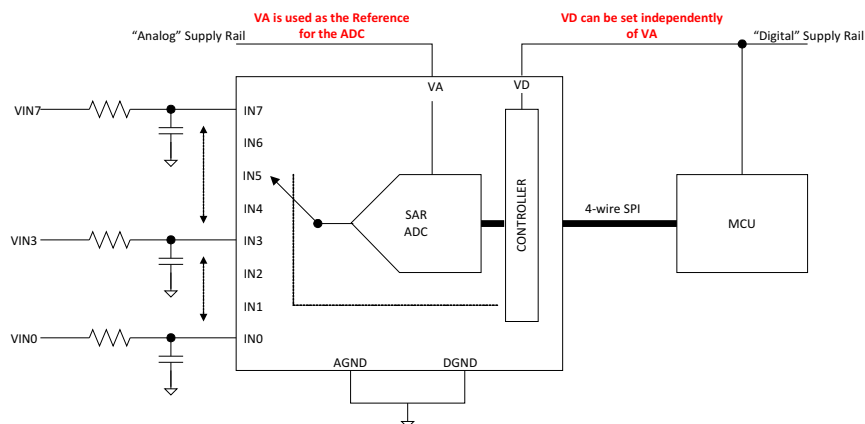 VA is used as the Reference
for the ADC
VD can be set independently
of VA
“Analog” Supply Rail
“Digital” Supply Rail
VA
VD
VIN7
IN7
IN6
IN5
IN4
VIN3
IN3
IN2
IN1
VIN0
IN0
SAR
ADC
CONTROLLER
4-wire SPI
MCU
AGND
DGND